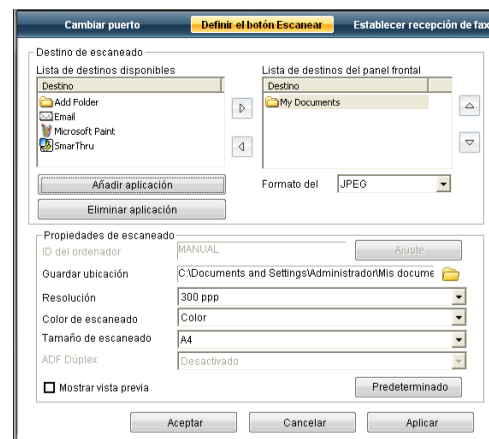 Cambiar puerto
Definir el botón Escanear
Establecer recepción de fax
Destino de escaneado
Lista de destinos disponibles
Destino
Add Folder
Email
Microsoft Paint
SmarThru
Añadir aplicación
Eliminar aplicación
Lista de destinos del panel frontal
Destino
My Documents
Formato del JPEG
Propiedades de escaneado
ID del ordenador MANUAL Ajuste
Guardar ubicación C:\Documents and Settings\Administrador\Mis docume
Resolución 300 ppp
Color de escaneado Color
Tamaño de escaneado A4
ADF Dúplex Desactivado
Mostrar vista previa Predeterminado
Aceptar Cancelar Aplicar